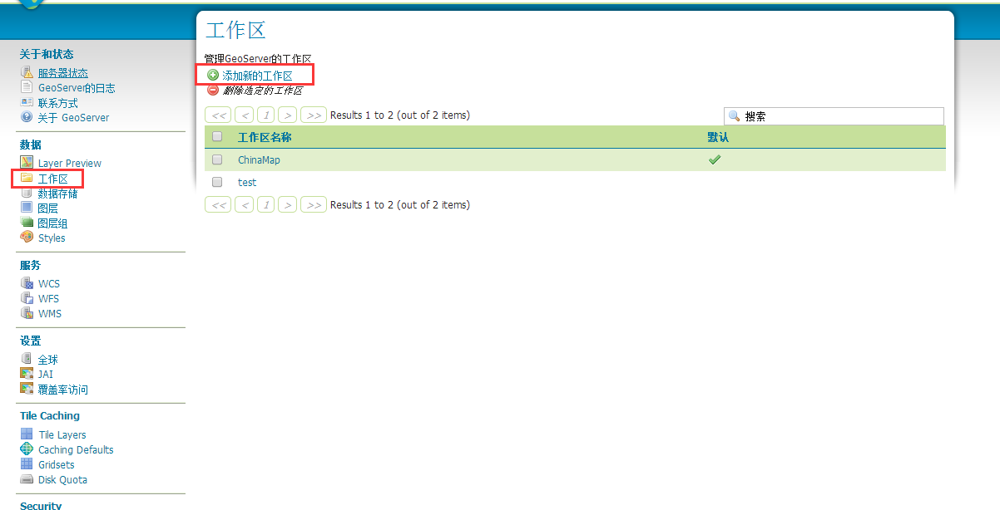 关于和状态
服务器状态
GeoServer的日志
联系方式
关于 GeoServer
数据
Layer Preview
工作区
数据存储
图层
图层组
Styles
服务
WCS
WFS
WMS
设置
全球
JAI
覆盖率访问
Tile Caching
Tile Layers
Caching Defaults
Gridsets
Disk Quota
Security
工作区
管理GeoServer的工作区
添加新的工作区
删除选定的工作区
<< < 1 > >> Results 1 to 2 (out of 2 items) 搜索
工作区名称 默认
ChinaMap
test
<< < 1 > >> Results 1 to 2 (out of 2 items)